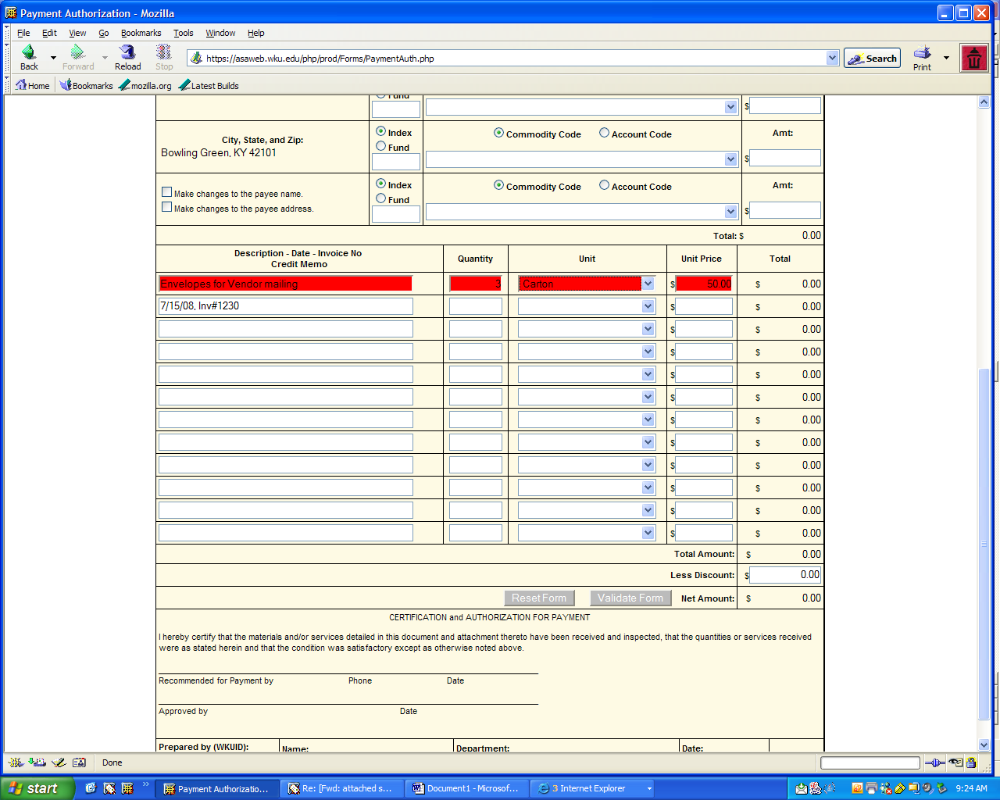 Payment Authorization - Mozilla
File Edit View Go Bookmarks Tools Window Help
Back Forward Reload Stop https://asaweb.wku.edu/php/prod/Forms/PaymentAuth.php Search Print
Home Bookmarks mozilla.org Latest Builds
Fund $
Index Commodity Code Account Code Amt:
City, State, and Zip:
Bowling Green, KY 42101
Fund
$
Index Commodity Code Account Code Amt:
Make changes to the payee name.
Fund
Make changes to the payee address.
$
Total: $ 0.00
Description - Date - Invoice No
Credit Memo
Quantity Unit Unit Price Total
Envelopes for Vendor mailing 3 Carton $ 50.00 $ 0.00
7/15/08, Inv#1230 $ $ 0.00
$ $ 0.00
$ $ 0.00
$ $ 0.00
$ $ 0.00
$ $ 0.00
$ $ 0.00
$ $ 0.00
$ $ 0.00
$ $ 0.00
$ $ 0.00
Total Amount: $ 0.00
Less Discount: $ 0.00
Reset Form Validate Form Net Amount: $ 0.00
CERTIFICATION and AUTHORIZATION FOR PAYMENT
I hereby certify that the materials and/or services detailed in this document and attachment thereto have been received and inspected, that the quantities or services received
were as stated herein and that the condition was satisfactory except as otherwise noted above.
Recommended for Payment by Phone Date
Approved by Date
Prepared by (WKUID): Name: Department: Date:
Done
start Payment Authorizatio... Re: [Fwd: attached s... Document1 - Microsof... 3 Internet Explorer 9:24 AM